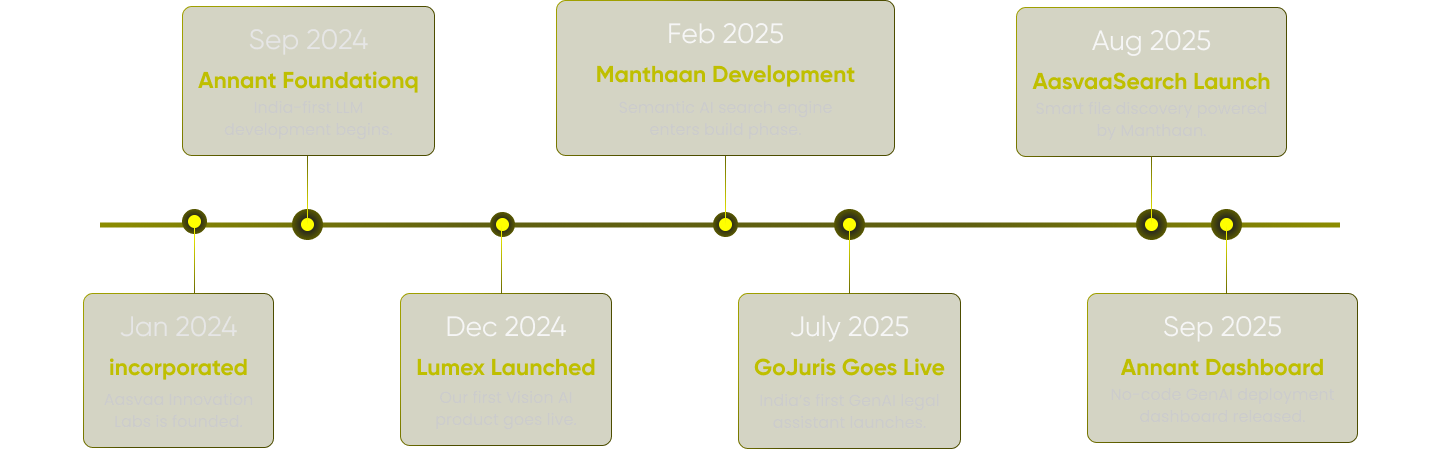 Sep 2024
Annant Foundationq
India-first LLM
development begins.
Feb 2025
Manthaan Development
Semantic AI search engine
enters build phase.
Aug 2025
AasvaaSearch Launch
Smart file discovery powered
by Manthaan.
Jan 2024
incorporated
Aasvaa Innovation
Labs is founded.
Dec 2024
Lumex Launched
Our first Vision AI
product goes live.
July 2025
GoJuris Goes Live
India's first GenAI legal
assistant launches.
Sep 2025
Annant Dashboard
No-code GenAI deployment
dashboard released.